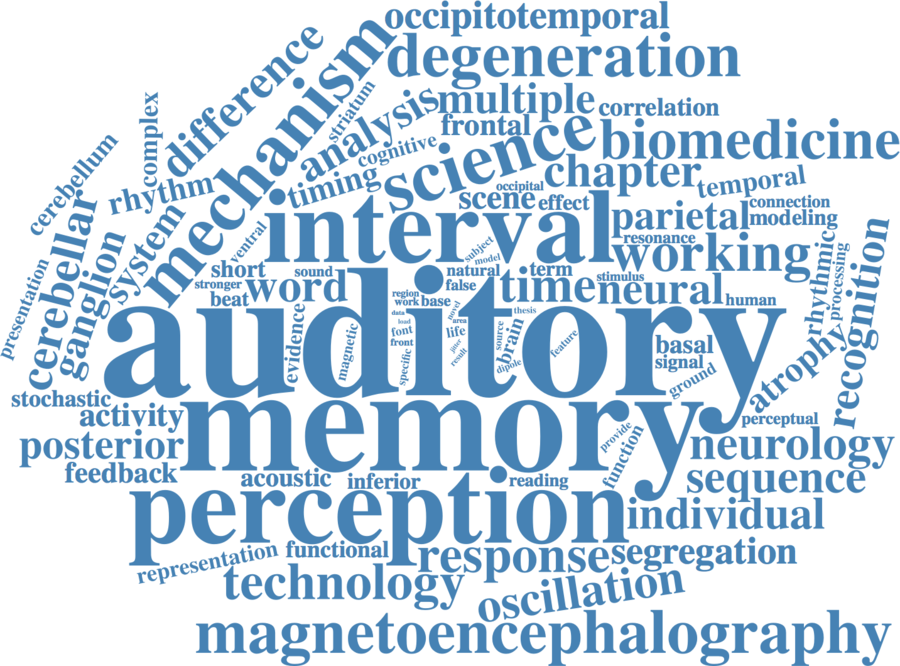 occipitotemporal
degeneration
difference
mechanism
striatum
analysis
multiple
correlation
complex
cognitive
frontal
science
biomedicine
cerebellum
rhythm
timing
occipital
chapter
temporal
scene
effect
connection
cerebellar
system
ventral
interval
parietal
modeling
ganglion
subject
model
resonance
working
rhythmic
processing
recognition
presentation
short
sound
natural
term
stimulus
stronger
word
false
time
neural
human
beat
region
work
base
novel
thesis
data
area
auditory
evidence
magnetic
head
font
life
source
brain
feature
basal
front
jitter
result
specific
dipole
signal
ground
atrophy
stochastic
activity
memory
provide
function
perceptual
posterior
neurology
feedback
acoustic
inferior
reading
sequence
perception
individual
representation
functional
response
segregation
technology
oscillation
magnetoencephalography